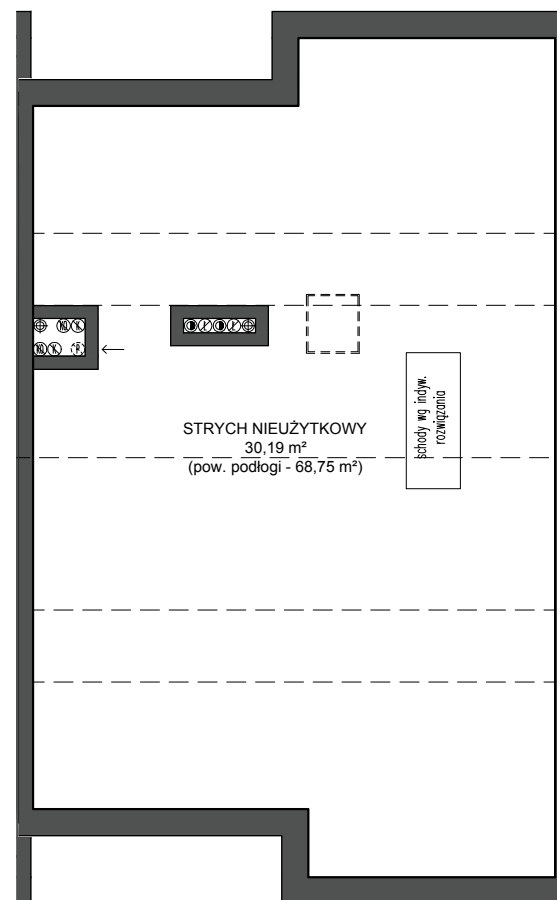 STRYCH NIEUŻYTKOWY
30,19 m²
(pow. podłogi - 68,75 m²)
schody wg indyw.
rozwiązania